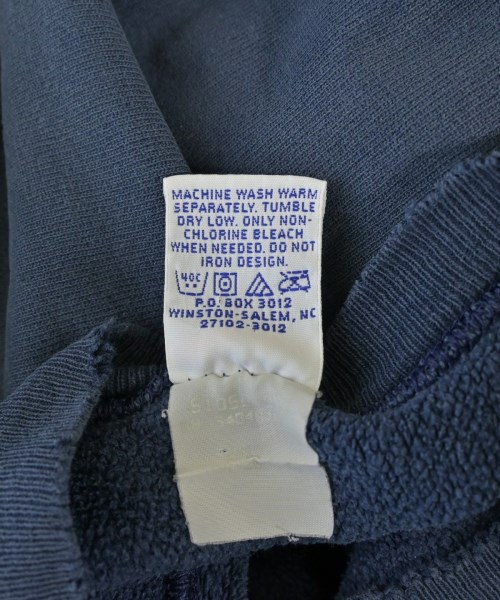 MACHINE WASH WARM
SEPARATELY. TUMBLE
DRY LOW. ONLY NON-
CHLORINE BLEACH
WHEN NEEDED. DO NOT
IRON DESIGN.
40C
P.O. BOX 3012
WINSTON-SALEM, NC
27102-3012